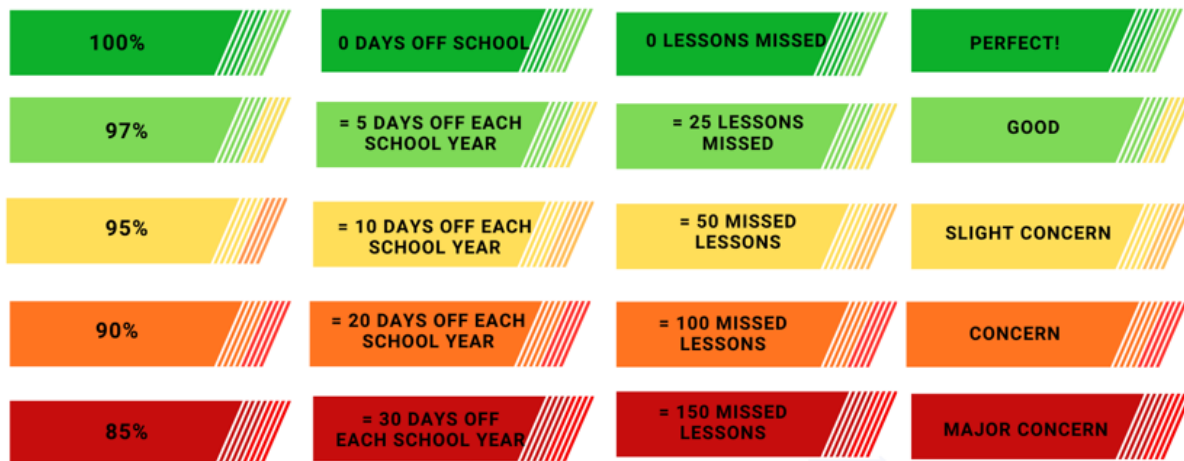 100%
0 DAYS OFF SCHOOL
0 LESSONS MISSED
PERFECT!
97%
= 5 DAYS OFF EACH
SCHOOL YEAR
= 25 LESSONS
MISSED
GOOD
95%
= 10 DAYS OFF EACH
SCHOOL YEAR
= 50 MISSED
LESSONS
SLIGHT CONCERN
90%
= 20 DAYS OFF EACH
SCHOOL YEAR
= 100 MISSED
LESSONS
CONCERN
85%
= 30 DAYS OFF
EACH SCHOOL YEAR
= 150 MISSED
LESSONS
MAJOR CONCERN